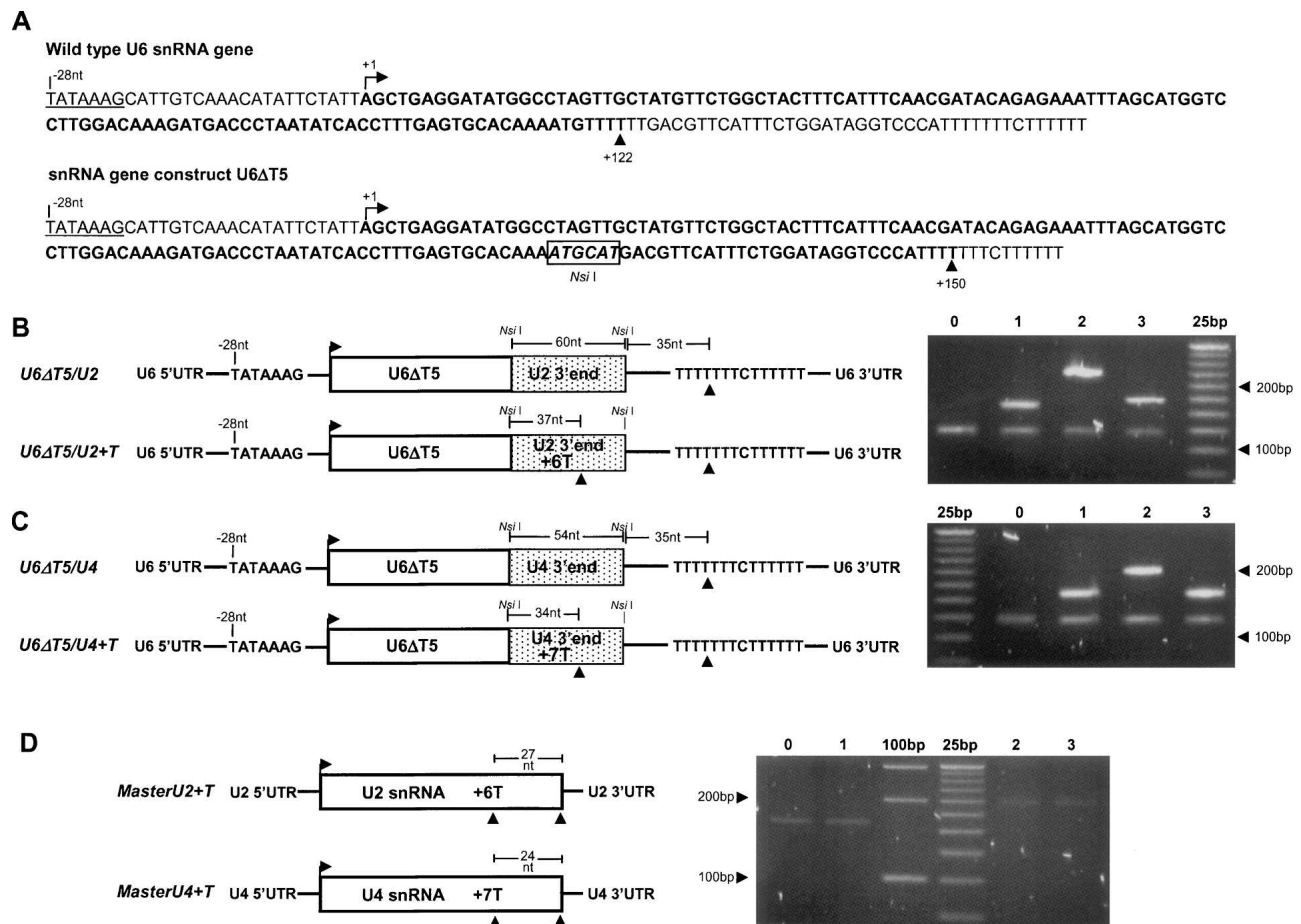 A
Wild type U6 snRNA gene
-28nt
+1
TATAAAGCATTGTCAAACATATTCTATTAGCTGAGGATATGGCCTAGTTGCTATGTTCTGGCTACTTTCATTTCAACGATACAGAGAAATTTAGCATGGTC
CTTGGACAAAGATGACCCTAATATCACCTTTGAGTGCACAAAATGTTTTTTGACGTTCATTTCTGGATAGGTCCCATTTTTTTCTTTTTT
+122
snRNA gene construct U6ΔT5
-28nt
+1
TATAAAGCATTGTCAAACATATTCTATTAGCTGAGGATATGGCCTAGTTGCTATGTTCTGGCTACTTTCATTTCAACGATACAGAGAAATTTAGCATGGTC
CTTGGACAAAGATGACCCTAATATCACCTTTGAGTGCACAAAATGCATGACGTTCATTTCTGGATAGGTCCCATTTTTTTCTTTTTT
Nsi I
+150
B
Nsi I Nsi I
-28nt 60nt 35nt
U6ΔT5/U2 U6 5'UTR TATAAAG U6ΔT5 U2 3'end TTTTTTTCTTTTTT U6 3'UTR
Nsi I Nsi I
-28nt 37nt
U6ΔT5/U2+T U6 5'UTR TATAAAG U6ΔT5 U2 3'end +6T TTTTTTTCTTTTTT U6 3'UTR
0 1 2 3 25bp
200bp
100bp
C
Nsi I Nsi I
-28nt 54nt 35nt
U6ΔT5/U4 U6 5'UTR TATAAAG U6ΔT5 U4 3'end TTTTTTTCTTTTTT U6 3'UTR
Nsi I Nsi I
-28nt 34nt
U6ΔT5/U4+T U6 5'UTR TATAAAG U6ΔT5 U4 3'end +7T TTTTTTTCTTTTTT U6 3'UTR
25bp 0 1 2 3
200bp
100bp
D
27
nt
MasterU2+T U2 5'UTR U2 snRNA +6T U2 3'UTR
24
nt
MasterU4+T U4 5'UTR U4 snRNA +7T U4 3'UTR
0 1 100bp 25bp 2 3
200bp
100bp